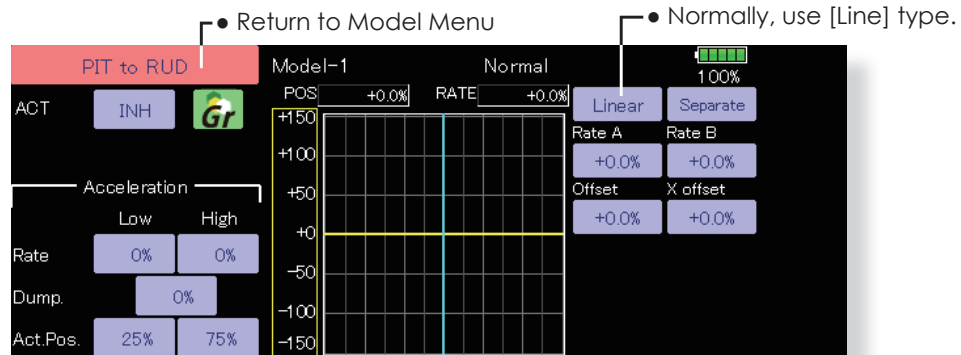 ● Return to Model Menu
● Normally, use [Line] type.
PIT to RUD
Model-1 Normal
100%
ACT INH Gr
POS +0.0% RATE +0.0%
Linear Separate
Rate A Rate B
+0.0% +0.0%
Offset X offset
+0.0% +0.0%
+150
+100
+50
+0
-50
-100
-150
Acceleration
Low High
Rate 0% 0%
Dump. 0%
Act.Pos. 25% 75%